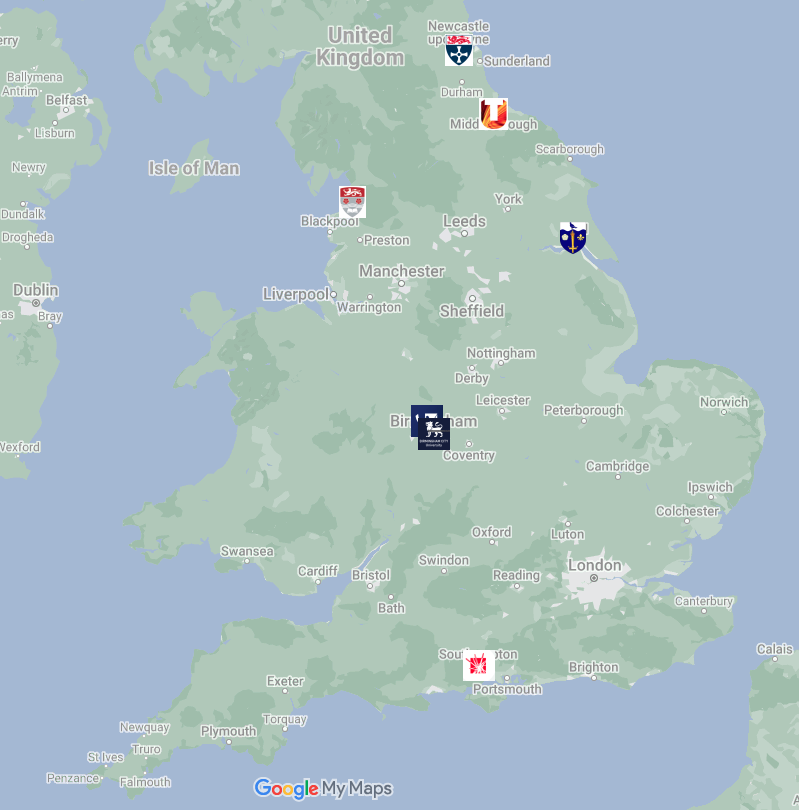 Newcastle
upon Tyne
United
Kingdom
Sunderland
Ballymena
Antrim
Durham
Belfast
Lisburn
Scarborough
Isle of Man
Newry
York
Dundalk
Blackpool
Leeds
Drogheda
Preston
Manchester
Dublin
Liverpool
Warrington
Sheffield
Bray
Nottingham
Derby
Leicester
Norwich
Peterborough
Wexford
BIRMINGHAM CITY
University
Coventry
Cambridge
Ipswich
Colchester
Oxford
Luton
Swansea
Swindon
London
Cardiff
Bristol
Reading
Bath
Canterbury
Calais
Brighton
Exeter
Portsmouth
Torquay
Newquay
Plymouth
Truro
St Ives
Penzance
Falmouth
Google My Maps